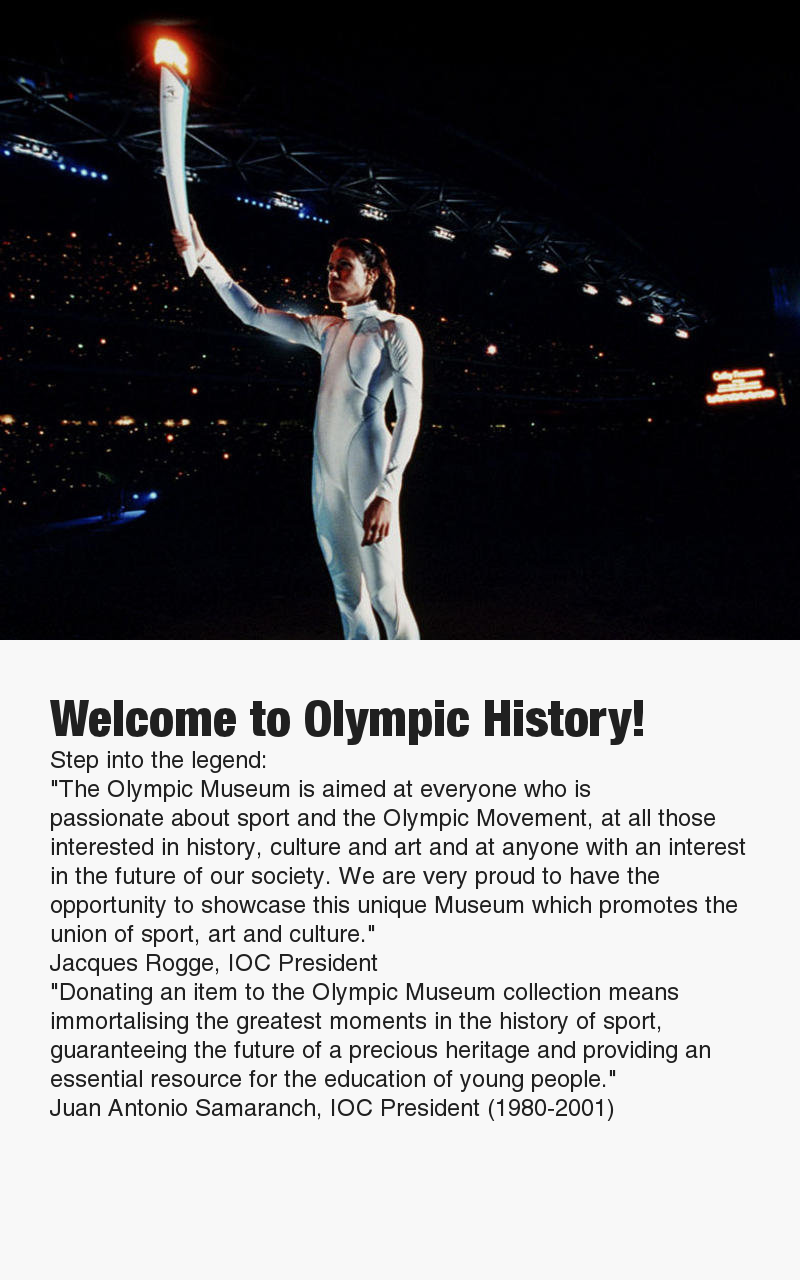 Welcome to Olympic History!
Step into the legend:
"The Olympic Museum is aimed at everyone who is
passionate about sport and the Olympic Movement, at all those
interested in history, culture and art and at anyone with an interest
in the future of our society. We are very proud to have the
opportunity to showcase this unique Museum which promotes the
union of sport, art and culture."
Jacques Rogge, IOC President
"Donating an item to the Olympic Museum collection means
immortalising the greatest moments in the history of sport,
guaranteeing the future of a precious heritage and providing an
essential resource for the education of young people."
Juan Antonio Samaranch, IOC President (1980-2001)